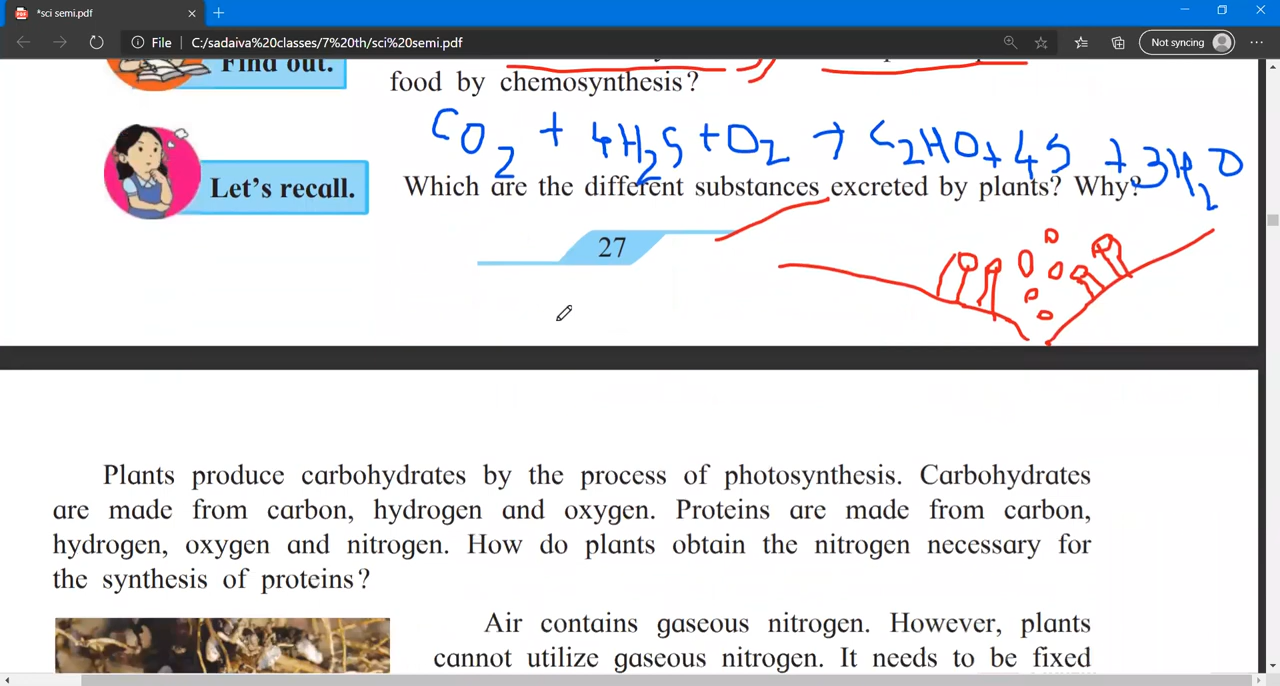 *sci semi.pdf
File | C:/sadaiva%20classes/7%20th/sci%20semi.pdf
Not syncing
Find out.
food by chemosynthesis?
CO2 + 4H2S + O2 → C2HO + 4S + 3H2O
Let's recall.
Which are the different substances excreted by plants? Why?
27
Plants produce carbohydrates by the process of photosynthesis. Carbohydrates
are made from carbon, hydrogen and oxygen. Proteins are made from carbon,
hydrogen, oxygen and nitrogen. How do plants obtain the nitrogen necessary for
the synthesis of proteins?
Air contains gaseous nitrogen. However, plants
cannot utilize gaseous nitrogen. It needs to be fixed